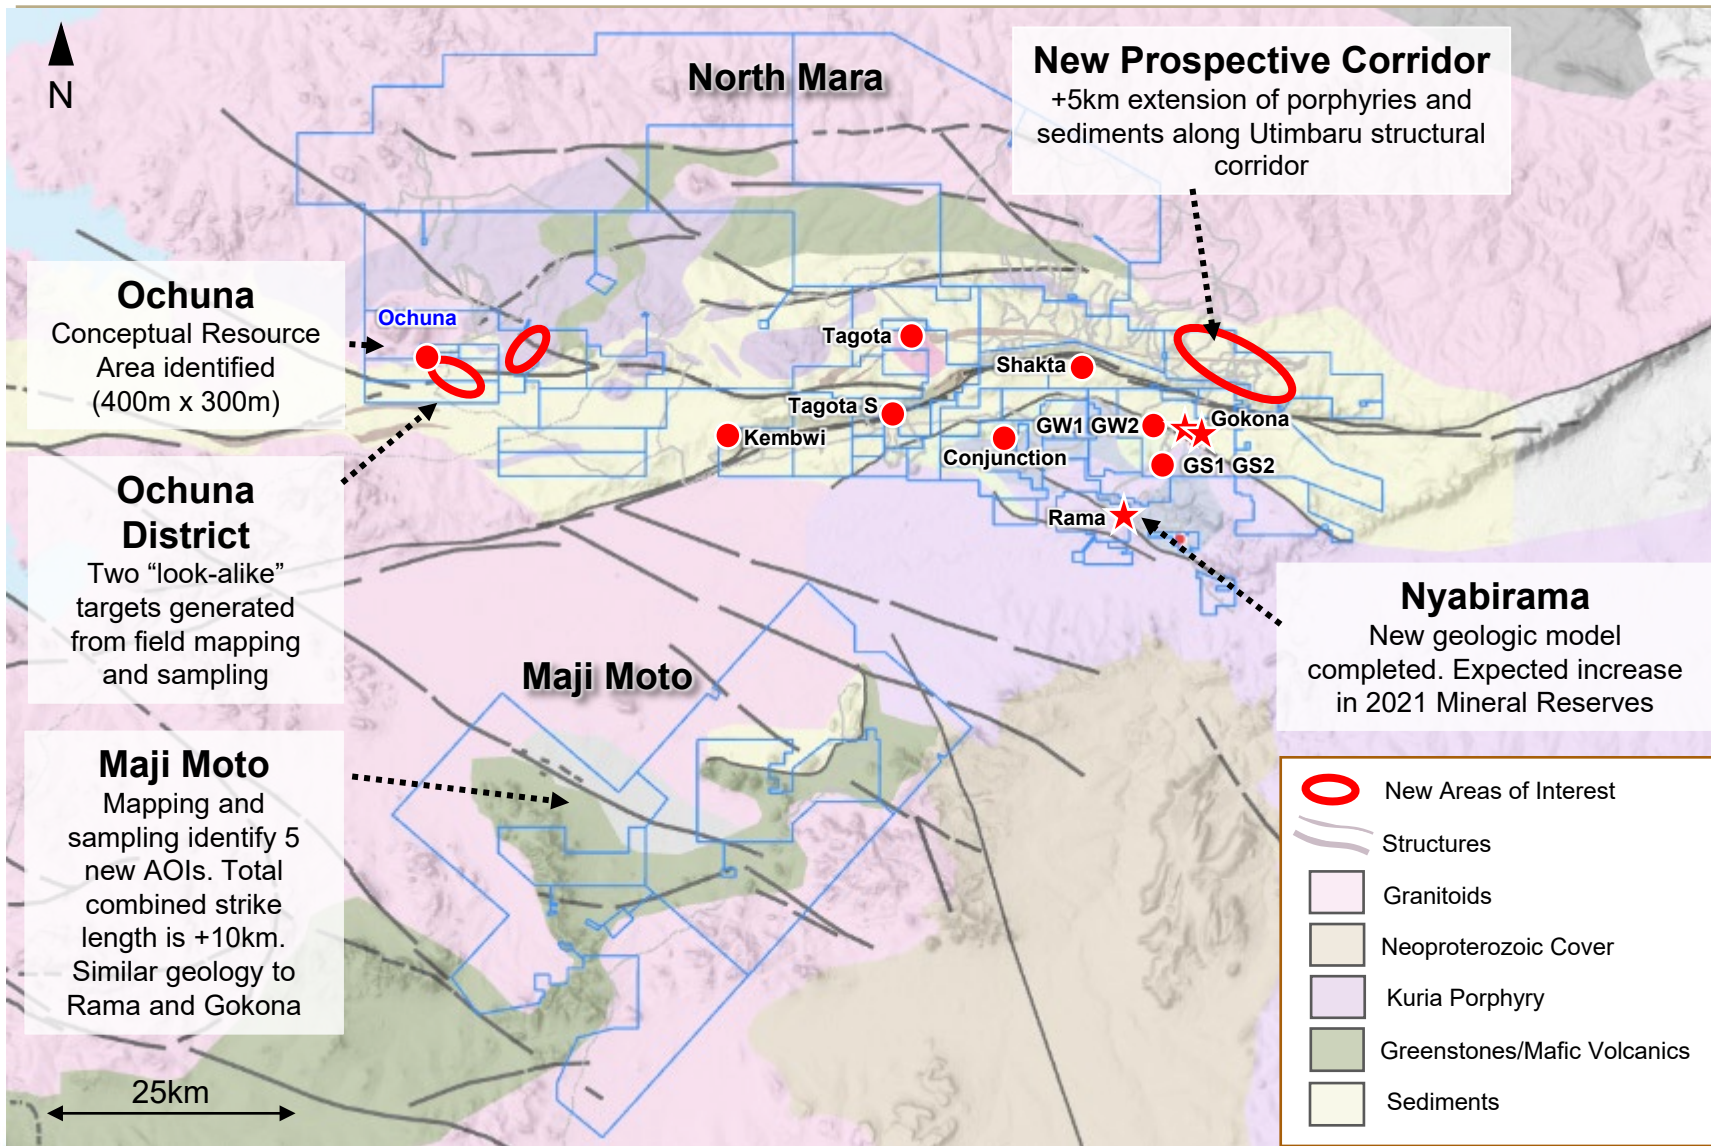 N
North Mara
New Prospective Corridor
+5km extension of porphyries and
sediments along Utimbaru structural
corridor
Ochuna
Conceptual Resource
Area identified
(400m x 300m)
Ochuna
Tagota
Shakta
Tagota S
Kembwi
Conjunction
GW1 GW2
Gokona
GS1 GS2
Rama
Ochuna
District
Two “look-alike”
targets generated
from field mapping
and sampling
Nyabirama
New geologic model
completed. Expected increase
in 2021 Mineral Reserves
Maji Moto
Maji Moto
Mapping and
sampling identify 5
new AOIs. Total
combined strike
length is +10km.
Similar geology to
Rama and Gokona
25km
New Areas of Interest
Structures
Granitoids
Neoproterozoic Cover
Kuria Porphyry
Greenstones/Mafic Volcanics
Sediments